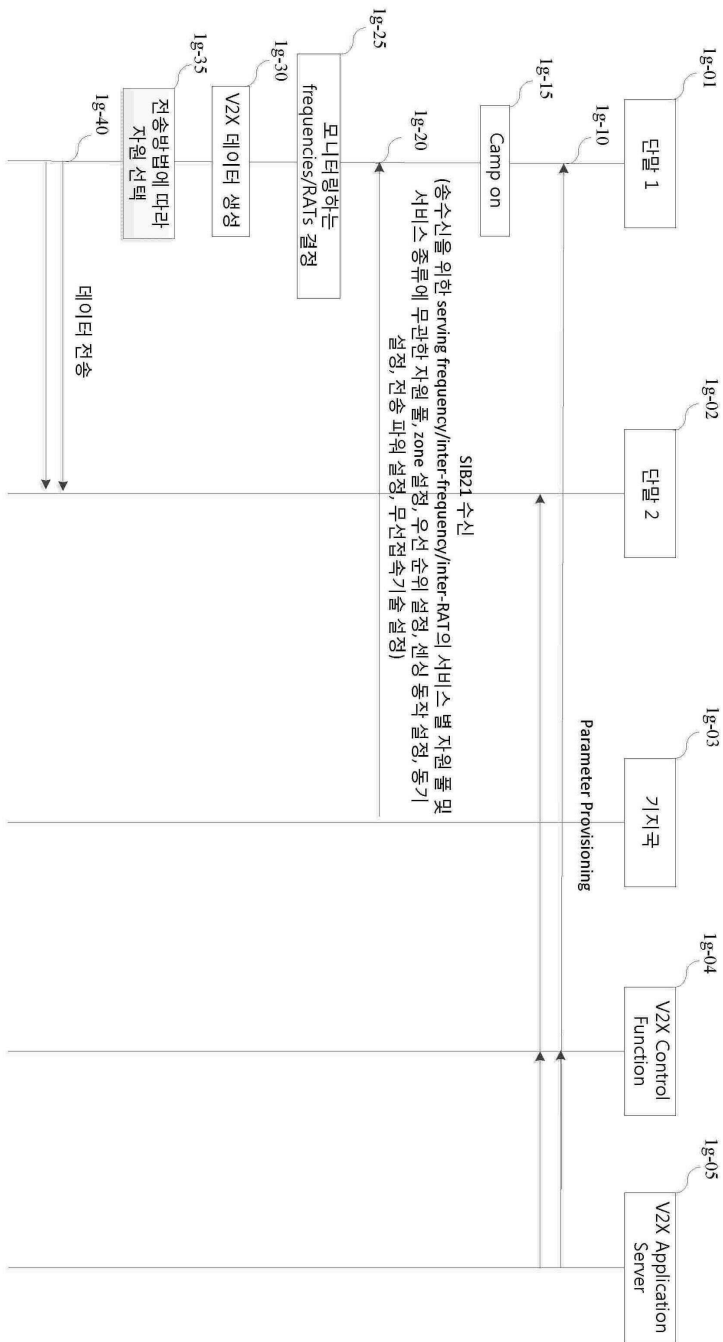 1g-01
단말 1
1g-02
단말 2
1g-03
기지국
1g-04
V2X Control
Function
1g-05
V2X Application
Server
1g-10
Parameter Provisioning
1g-15
Camp on
SIB21 수신
(송수신을 위한 serving frequency/inter-frequency/inter-RAT의 서비스 별 자원 풀 및
서비스 종류에 무관한 자원 풀, zone 설정, 우선 순위 설정, 센싱 동작 설정, 동기
설정, 전송 파워 설정, 무선접속기술 설정)
1g-20
1g-25
모니터링하는
frequencies/RATs 결정
1g-30
V2X 데이터 생성
1g-35
전송방법에 따라
자원 선택
1g-40
데이터 전송